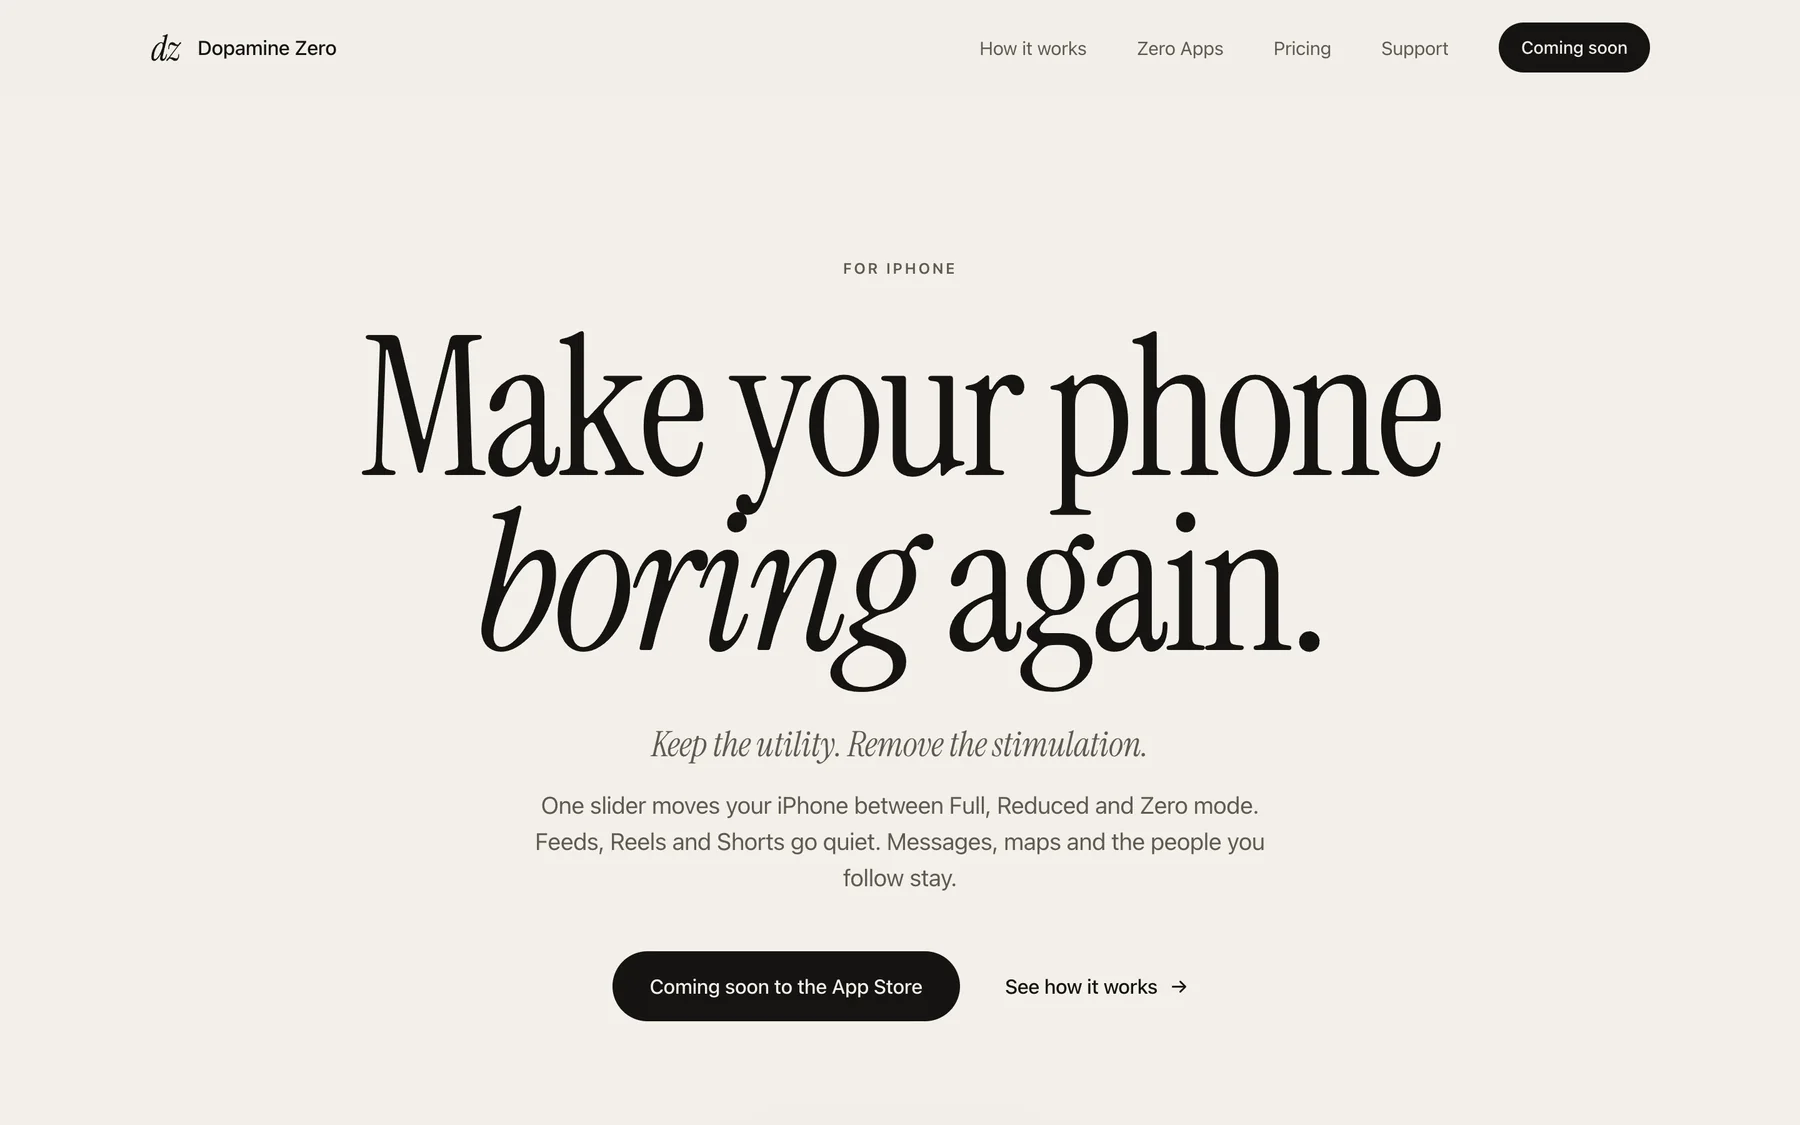 dz Dopamine Zero
How it works
Zero Apps
Pricing
Support
Coming soon
FOR IPHONE
Make your phone
boring again.
Keep the utility. Remove the stimulation.
One slider moves your iPhone between Full, Reduced and Zero mode.
Feeds, Reels and Shorts go quiet. Messages, maps and the people you
follow stay.
Coming soon to the App Store
See how it works →